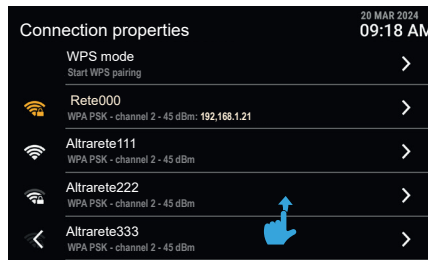 20 MAR 2024
Connection properties
09:18 AM
WPS mode
Start WPS pairing
Rete000
WPA PSK - channel 2 - 45 dBm: 192,168.1.21
Altrarete111
WPA PSK - channel 2 - 45 dBm
Altrarete222
WPA PSK - channel 2 - 45 dBm
Altrarete333
WPA PSK - channel 2 - 45 dBm